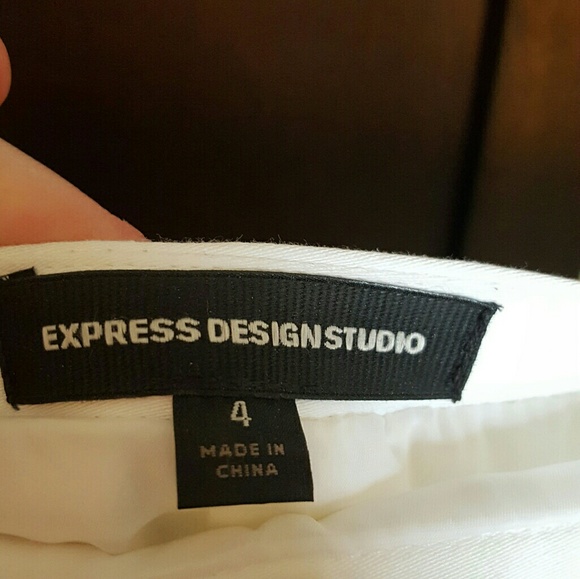 EXPRESS DESIGN STUDIO
4
MADE IN
CHINA